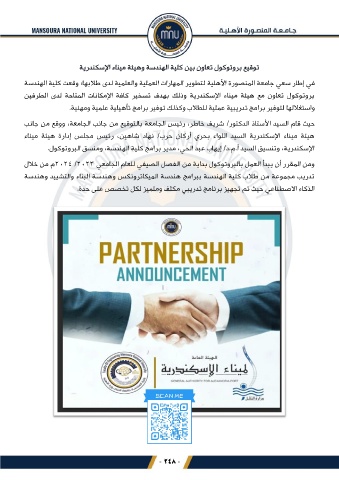 MANSOURA NATIONAL UNIVERSITY
جامعة المنصورة الأهلية
MNU
توقيع بروتوكول تعاون بين كلية الهندسة وهيئة ميناء الإسكندرية
في إطار سعي جامعة المنصورة الأهلية لتطوير المهارات العملية والعلمية لدى طلابها، وقعت كلية الهندسة
بروتوكول تعاون مع هيئة ميناء الإسكندرية وذلك بهدف تسخير كافة الإمكانات المتاحة لدى الطرفين
واستغلالها لتوفير برامج تدريبية عملية للطلاب وكذلك توفير برامج تأهيلية علمية ومهنية.
حيث قام السيد الأستاذ الدكتور/ شريف خاطر، رئيس الجامعة بالتوقيع من جانب الجامعة، ووقع من جانب
هيئة ميناء الإسكندرية السيد اللواء بحري أركان حرب/ نهاد شاهين، رئيس مجلس إدارة هيئة ميناء
الإسكندرية، وتنسيق السيد أ.م.د/ إيهاب عبد الحي، مدير برامج كلية الهندسة، ومنسق البروتوكول.
ومن المقرر أن يبدأ العمل بالبروتوكول بداية من الفصل الصيفي للعام الجامعي ٢٠٢٣/ ٢٠٢٤م من خلال
تدريب مجموعة من طلاب كلية الهندسة ببرامج هندسة الميكاترونكس وهندسة البناء والتشييد وهندسة
الذكاء الاصطناعي حيث تم تجهيز برنامج تدريبي مكثف ومتميز لكل تخصص على حدة.
PARTNERSHIP
ANNOUNCEMENT
الهيئة العامة
لميناء الإسكندرية
SCAN ME
- ٢٤٨ -